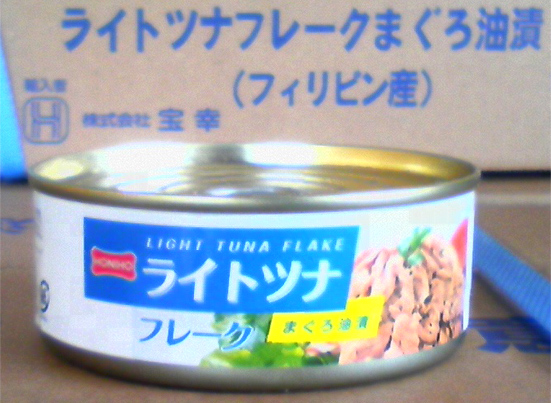 ライトツナフレークまぐろ油漬
(フィリピン産)
輸入者
株式会社 宝幸
LIGHT TUNA FLAKE
HOKO
ライトツナ
フレーク
まぐろ油漬